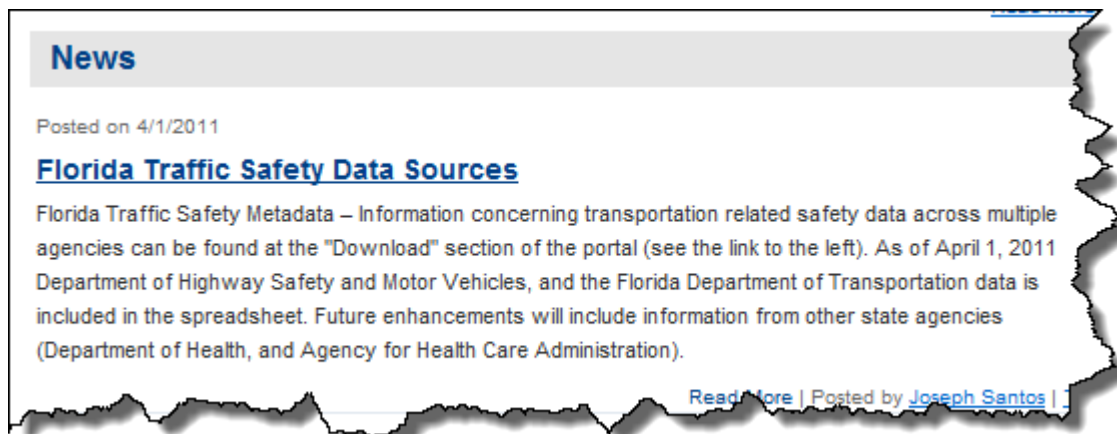 News
Posted on 4/1/2011
Florida Traffic Safety Data Sources
Florida Traffic Safety Metadata – Information concerning transportation related safety data across multiple
agencies can be found at the "Download" section of the portal (see the link to the left). As of April 1, 2011
Department of Highway Safety and Motor Vehicles, and the Florida Department of Transportation data is
included in the spreadsheet. Future enhancements will include information from other state agencies
(Department of Health, and Agency for Health Care Administration).
Read More | Posted by Joseph Santos |